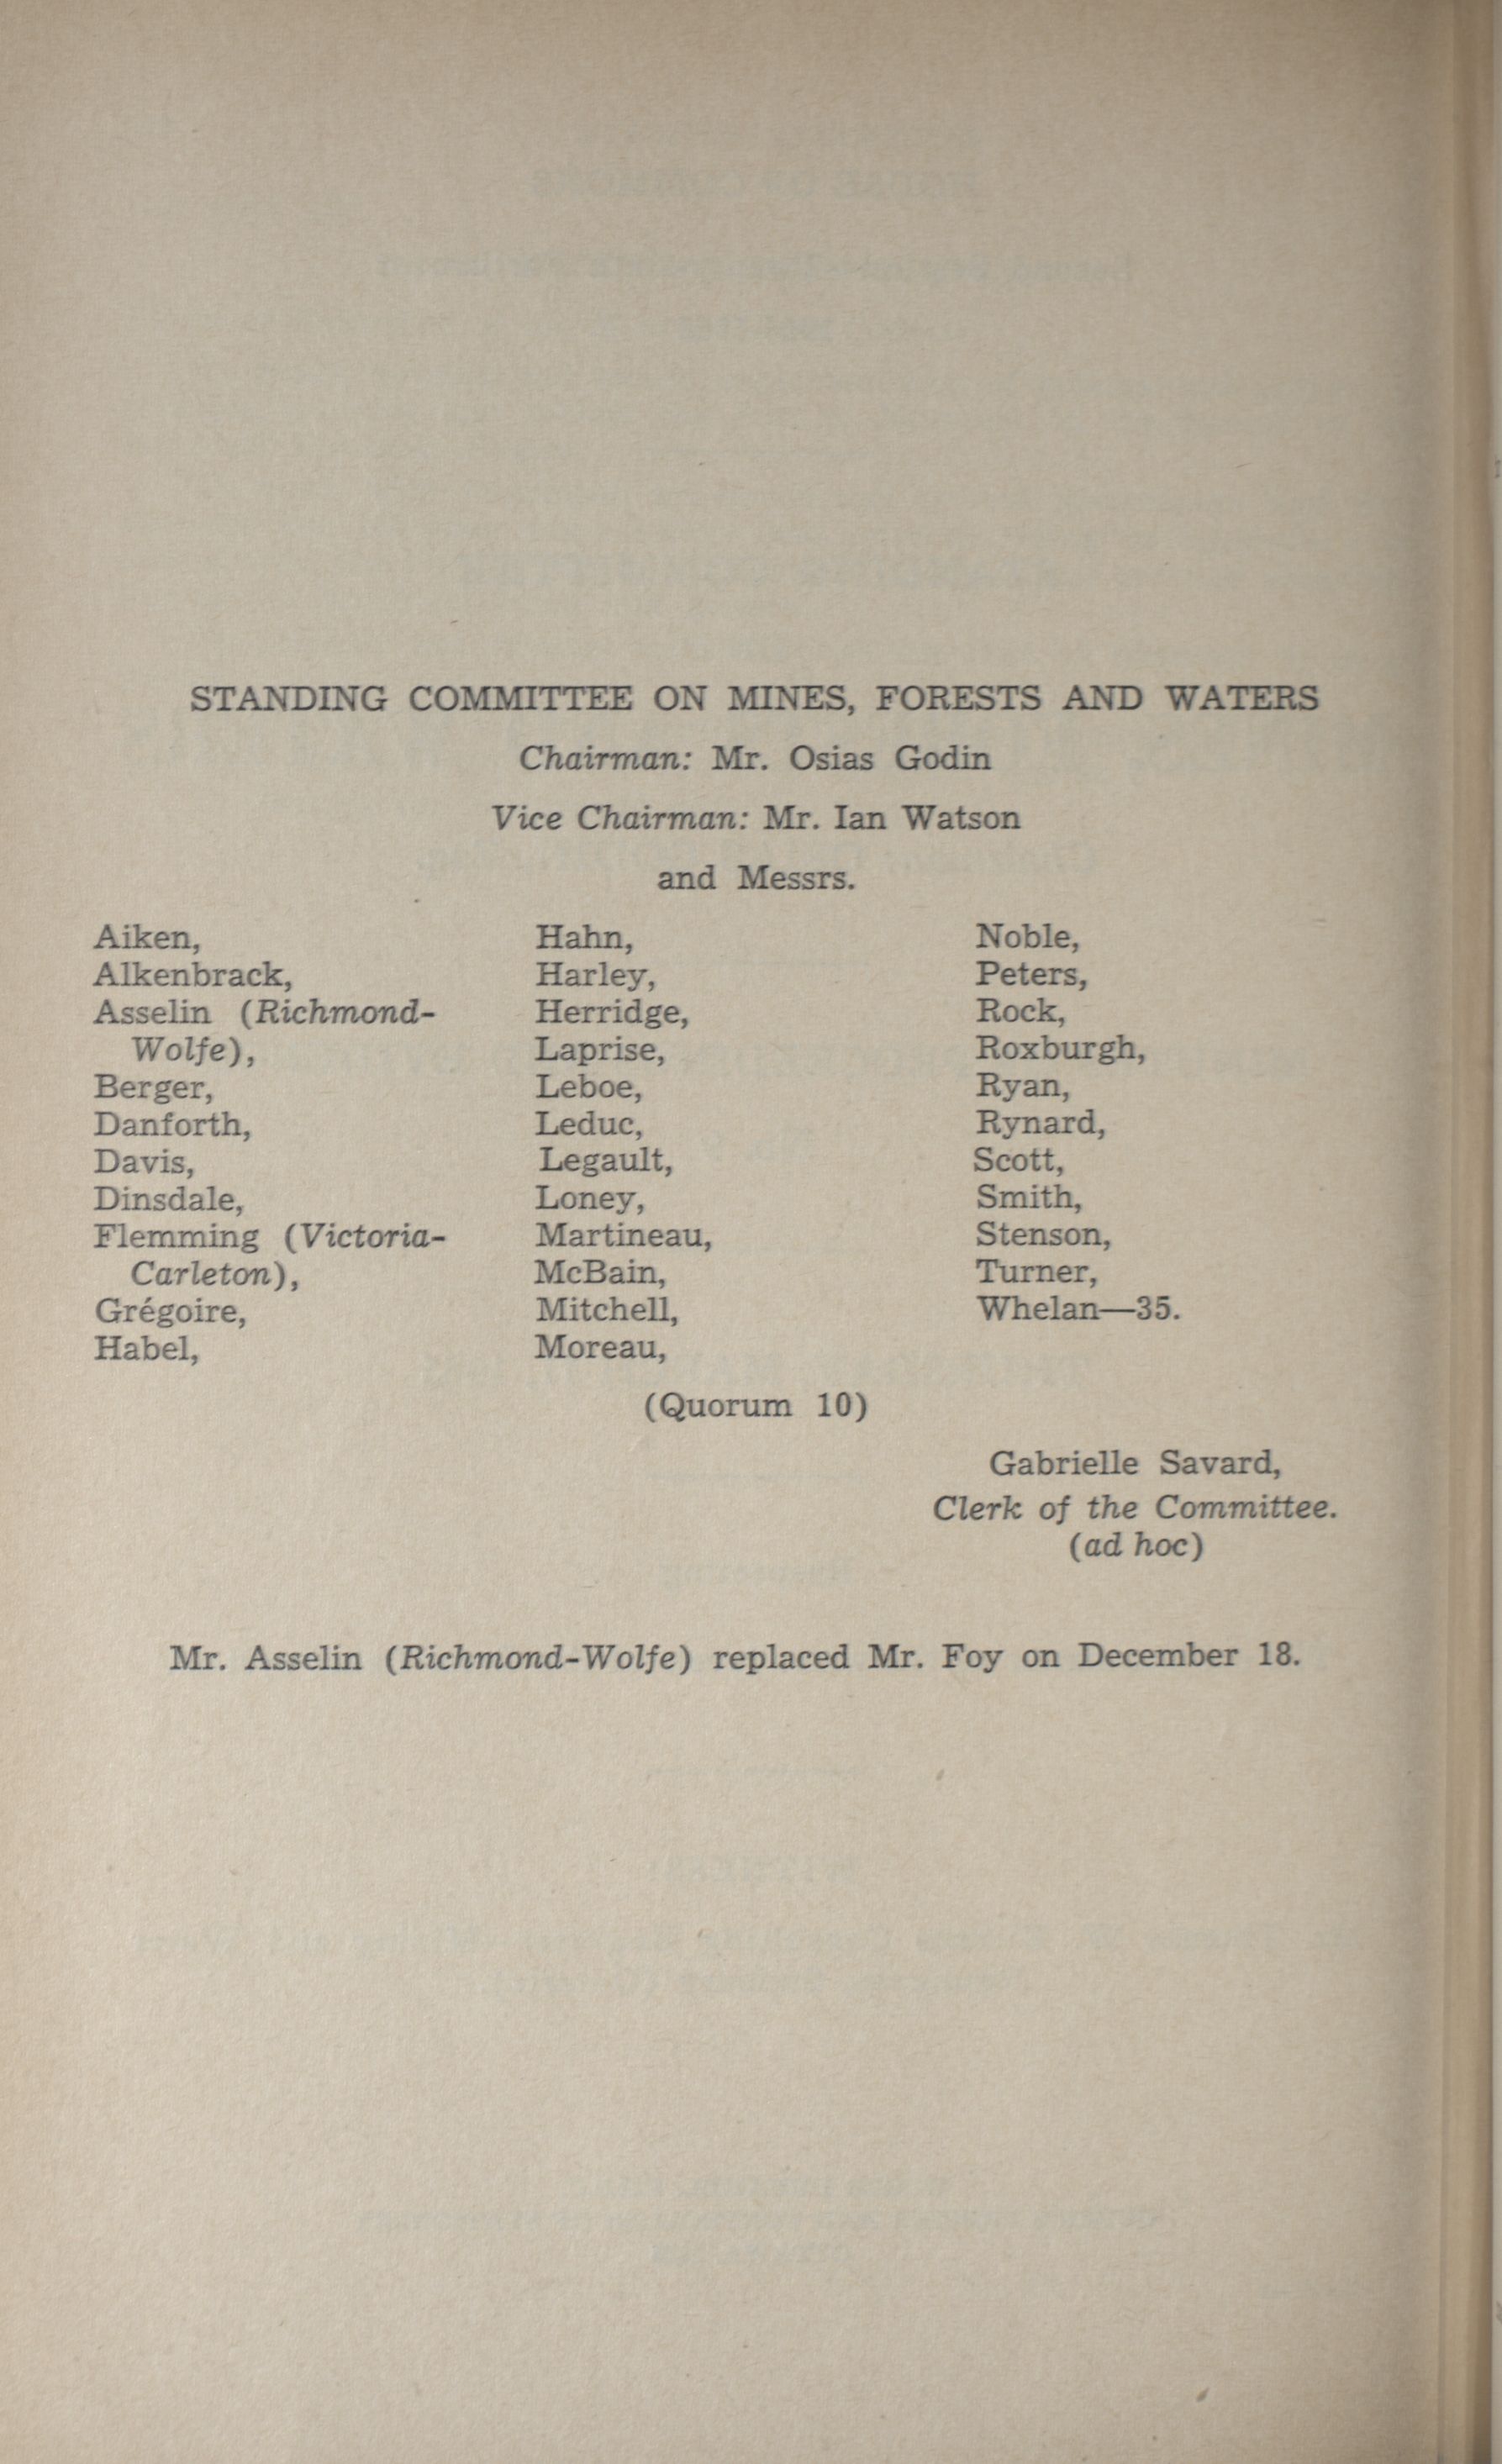 STANDING COMMITTEE ON MINES, FORESTS AND WATERS
Chairman: Mr. Osias Godin
Vice Chairman: Mr. Ian Watson
and Messrs.
Aiken,
Alkenbrack,
Asselin (Richmond-
Wolfe),
Berger,
Danforth,
Davis,
Dinsdale,
Flemming (Victoria-
Carleton),
Grégoire,
Habel,
Hahn,
Harley,
Herridge,
Laprise,
Leboe,
Leduc,
Legault,
Loney,
Martineau,
McBain,
Mitchell,
Moreau,
Noble,
Peters,
Rock,
Roxburgh,
Ryan,
Rynard,
Scott,
Smith,
Stenson,
Turner,
Whelan—35.
(Quorum 10)
Gabrielle Savard,
Clerk of the Committee.
(ad hoc)
Mr. Asselin (Richmond-Wolfe) replaced Mr. Foy on December 18.